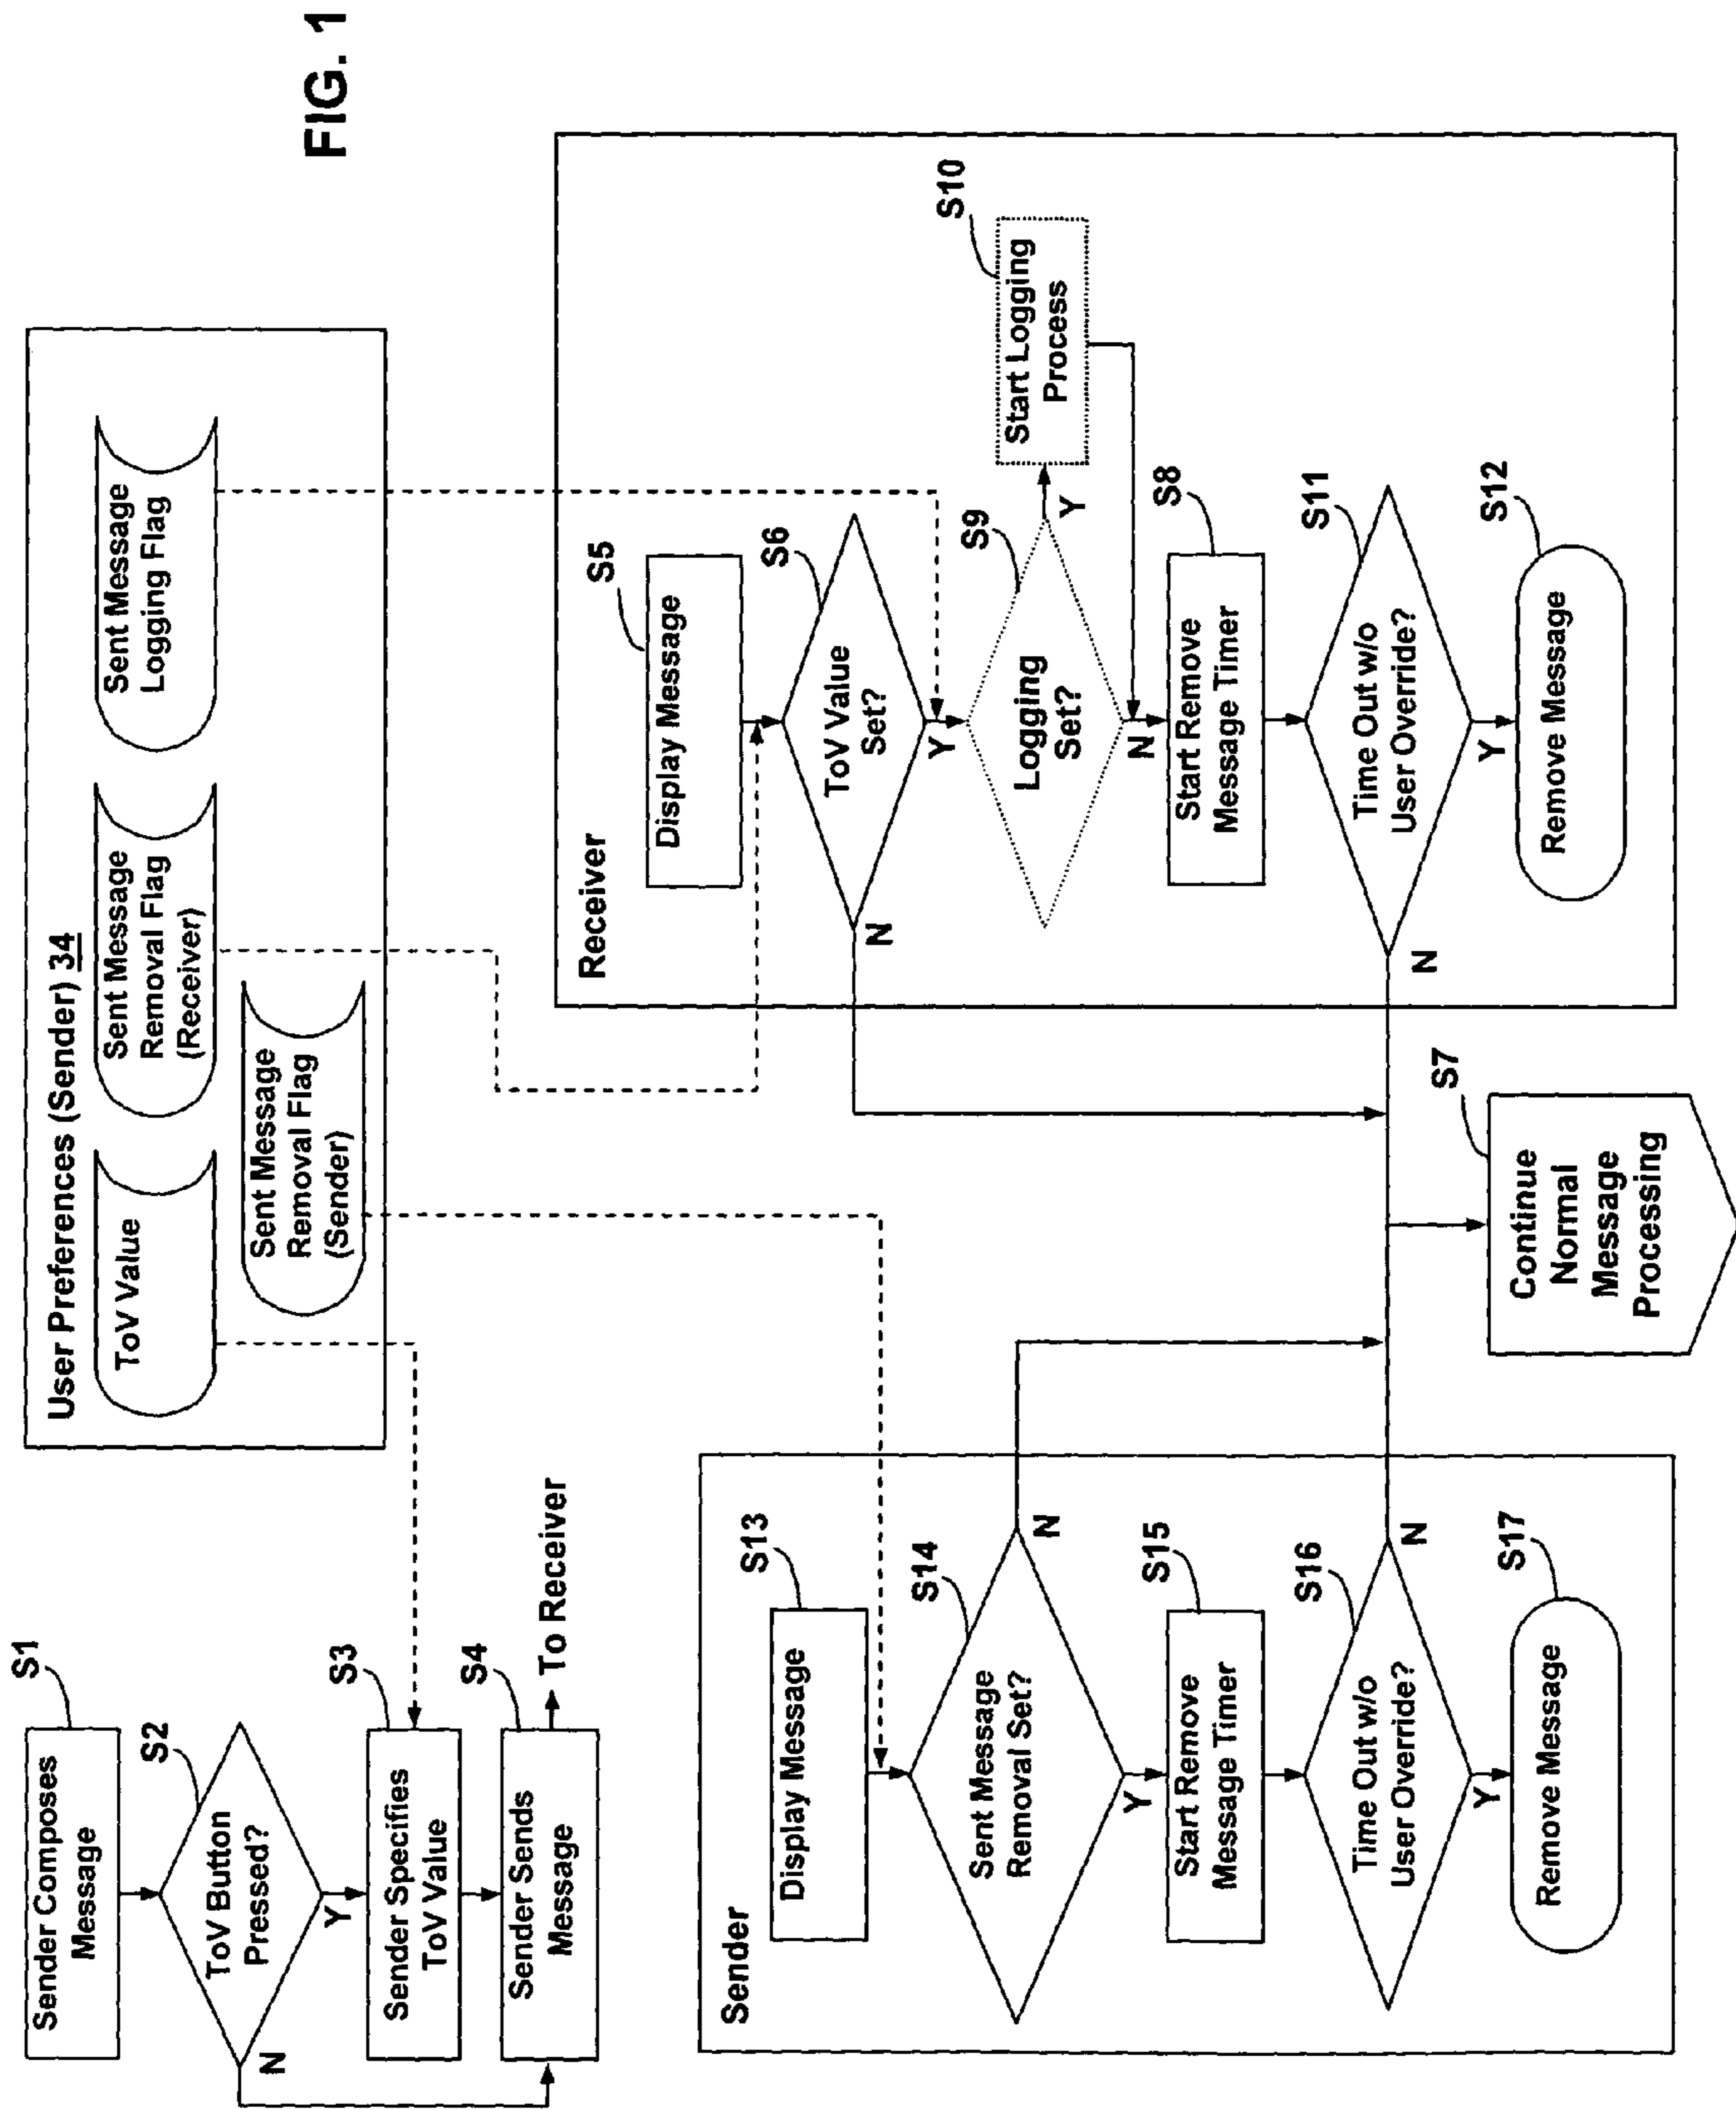 FIG. 1
S1
Sender Composes
Message
S2
ToV Button
Pressed?
N
Y
S3
Sender Specifies
ToV Value
S4
Sender Sends
Message
To Receiver
User Preferences (Sender) 34
ToV Value
Sent Message
Removal Flag
(Receiver)
Sent Message
Logging Flag
Sent Message
Removal Flag
(Sender)
Sender
S13
Display Message
S14
Sent Message
Removal Set?
N
Y
S15
Start Remove
Message Timer
S16
Time Out w/o
User Override?
N
Y
S17
Remove Message
S7
Continue
Normal
Message
Processing
Receiver
S5
Display Message
S6
ToV Value
Set?
N
Y
S9
Logging
Set?
Y
N
S10
Start Logging
Process
S8
Start Remove
Message Timer
S11
Time Out w/o
User Override?
N
Y
S12
Remove Message